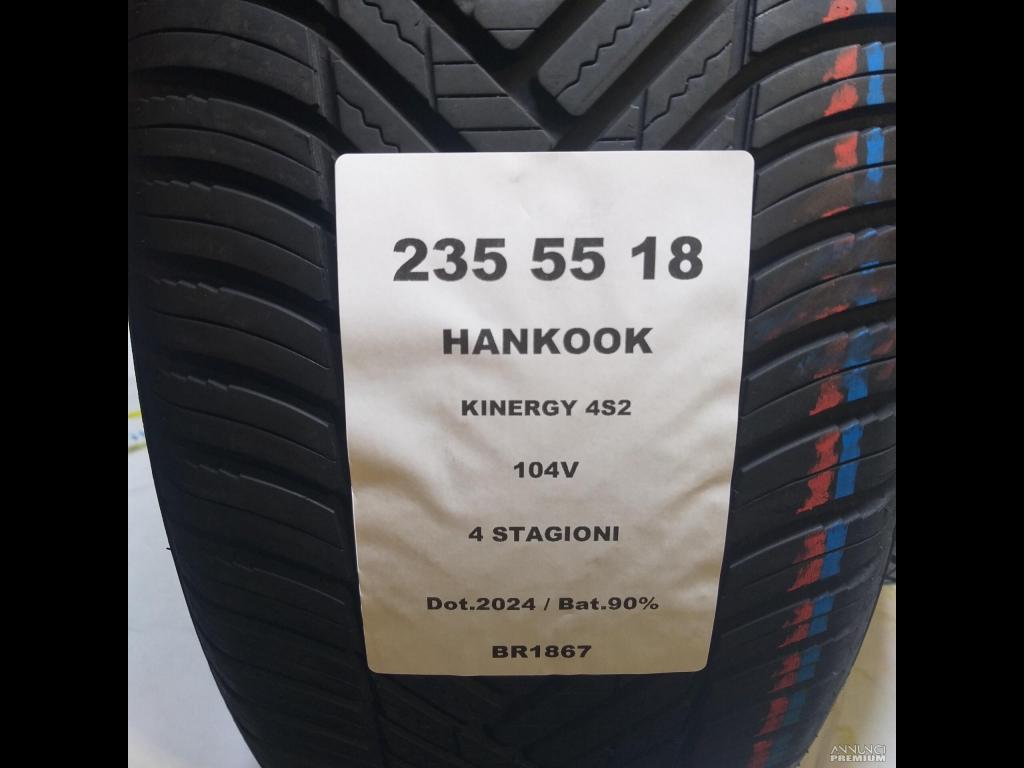 235 55 18
HANKOOK
KINERGY 4S2
104V
4 STAGIONI
Dot.2024 / Bat.90%
BR1867
ANNUNCI
PREMIUM